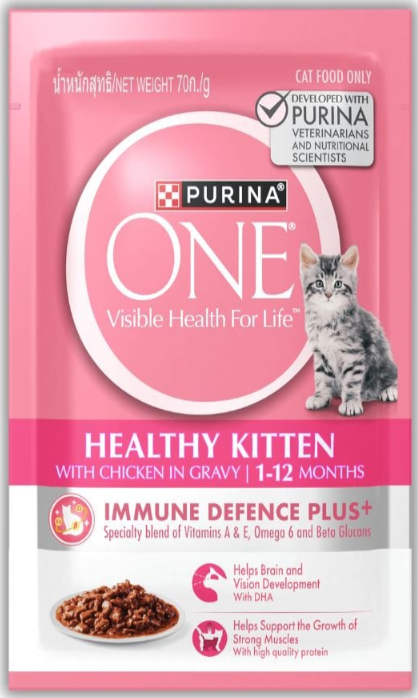 น้ำหนักสุทธิ/NET WEIGHT 70ก./g
CAT FOOD ONLY
DEVELOPED WITH
PURINA
VETERINARIANS
AND NUTRITIONAL
SCIENTISTS
PURINA®
ONE®
Visible Health For Life™
HEALTHY KITTEN
WITH CHICKEN IN GRAVY | 1-12 MONTHS
IMMUNE DEFENCE PLUS+
Specialty blend of Vitamins A & E, Omega 6 and Beta Glucans
Helps Brain and
Vision Development
With DHA
Helps Support the Growth of
Strong Muscles
With high quality protein